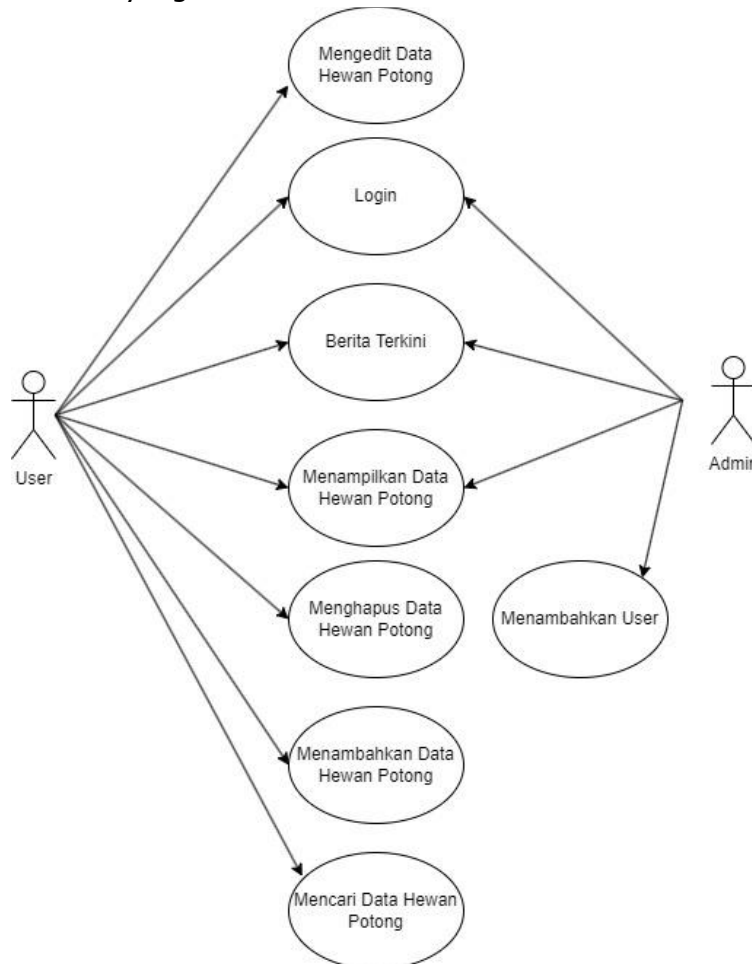 Mengedit Data
Hewan Potong
Login
Berita Terkini
User
Admin
Menampilkan Data
Hewan Potong
Menghapus Data
Hewan Potong
Menambahkan User
Menambahkan Data
Hewan Potong
Mencari Data Hewan
Potong